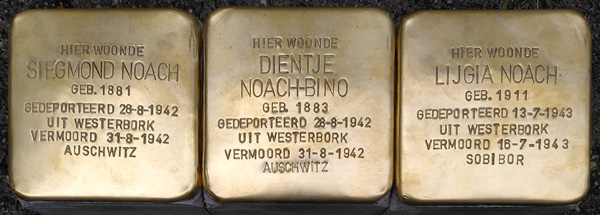 HIER WOONDE
SIEGMOND NOACH
GEB. 1881
GEDEPORTEERD 28-8-1942
UIT WESTERBORK
VERMOORD 31-8-1942
AUSCHWITZ
HIER WOONDE
DIENTJE
NOACH-BINO
GEB. 1883
GEDEPORTEERD 28-8-1942
UIT WESTERBORK
VERMOORD 31-8-1942
AUSCHWITZ
HIER WOONDE
LIJGIA NOACH
GEB. 1911
GEDEPORTEERD 13-7-1943
UIT WESTERBORK
VERMOORD 16-7-1943
SOBIBOR